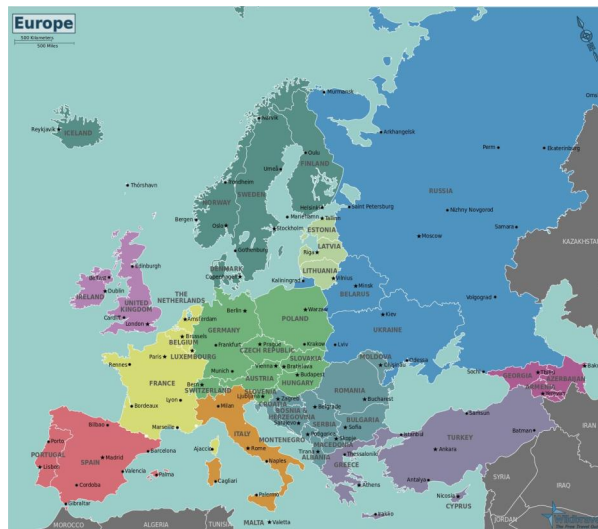 Europe
500 Kilometres
500 Miles
Murmansk
Narvik
Reykjavik
ICELAND
Arkhangelsk
Oulu
Perm
Ekaterinburg
Umeå
FINLAND
Tórshavn
Trondheim
SWEDEN
RUSSIA
NORWAY
Helsinki
Saint Petersburg
Nizhny Novgorod
Bergen
Oslo
Mariehamn
Tallinn
Stockholm
ESTONIA
Samara
Moscow
KAZAKHSTAN
Gothenburg
Riga
LATVIA
Edinburgh
DENMARK
LITHUANIA
Belfast
Copenhagen
Kaliningrad
Vilnius
Minsk
Dublin
THE
NETHERLANDS
BELARUS
IRELAND
UNITED
KINGDOM
Volgograd
Cardiff
London
Amsterdam
Berlin
Warsaw
POLAND
Kiev
BELGIUM
Brussels
GERMANY
UKRAINE
LUXEMBOURG
Frankfurt
Prague
Krakow
Lviv
CZECH REPUBLIC
Paris
SLOVAKIA
MOLDOVA
Rennes
Munich
Vienna
Bratislava
Chisinau
Odessa
AUSTRIA
Budapest
Sochi
GEORGIA
Tbilisi
Baku
FRANCE
Bern
SWITZERLAND
HUNGARY
ROMANIA
AZERBAIJAN
SLOVENIA
Ljubljana
Zagreb
ARMENIA
Yerevan
Lyon
CROATIA
Bucharest
Bordeaux
Milan
BOSNIA &
HERZEGOVINA
Belgrade
Samsun
SERBIA
BULGARIA
Bilbao
Marseille
Sarajevo
Sofia
Batman
Porto
Barcelona
Ajaccio
ITALY
Rome
MONTENEGRO
Podgorica
Skopje
Istanbul
TURKEY
IRAN
PORTUGAL
Madrid
MACEDONIA
Ankara
SPAIN
Naples
Tirana
ALBANIA
Thessaloniki
Lisbon
Valencia
Palma
GREECE
Cordoba
Cagliari
Athens
Antalya
SYRIA
IRAQ
Palermo
Nicosia
CYPRUS
Gibraltar
Iraklio
MOROCCO
ALGERIA
TUNISIA
MALTA
Valletta
JORDAN